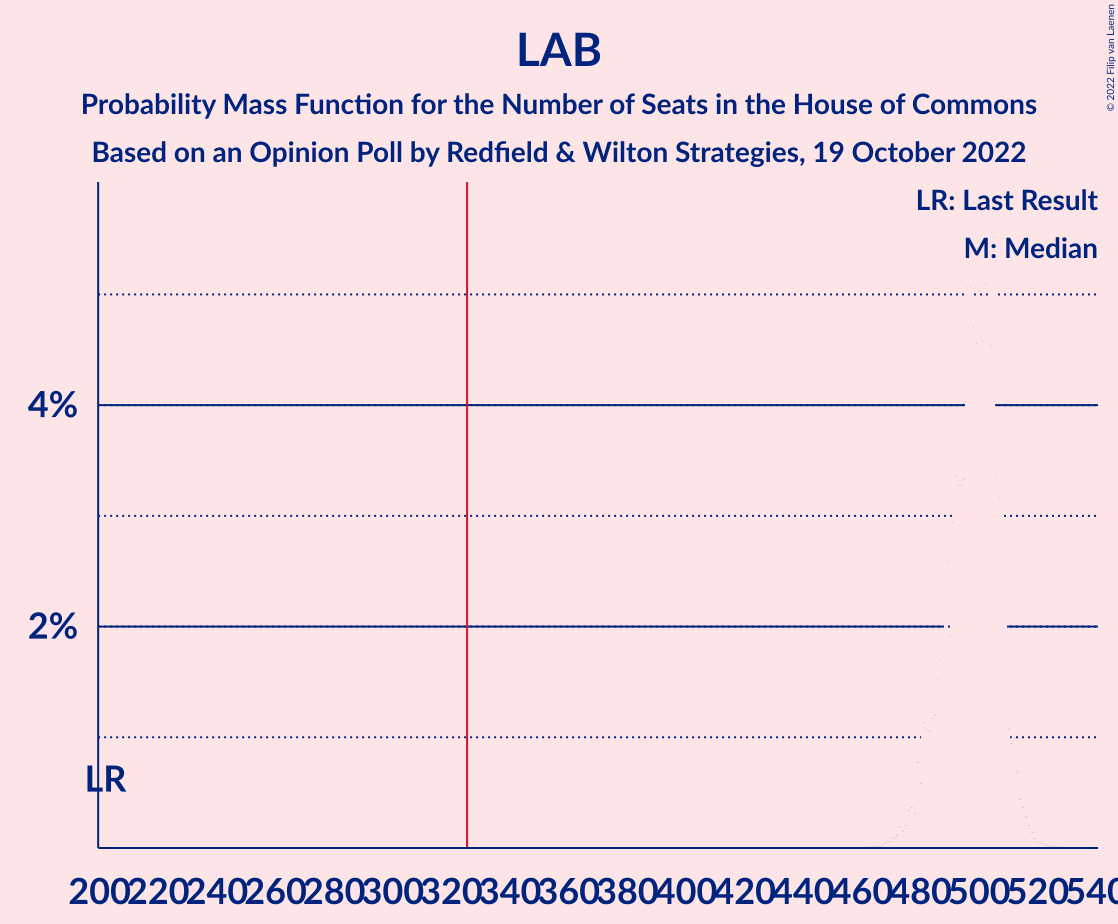 LAB
Probability Mass Function for the Number of Seats in the House of Commons
Based on an Opinion Poll by Redfield & Wilton Strategies, 19 October 2022
© 2022 Filip van Laenen
LR: Last Result
M: Median
4%
2%
LR
200 220 240 260 280 300 320 340 360 380 400 420 440 460 480 500 520 540